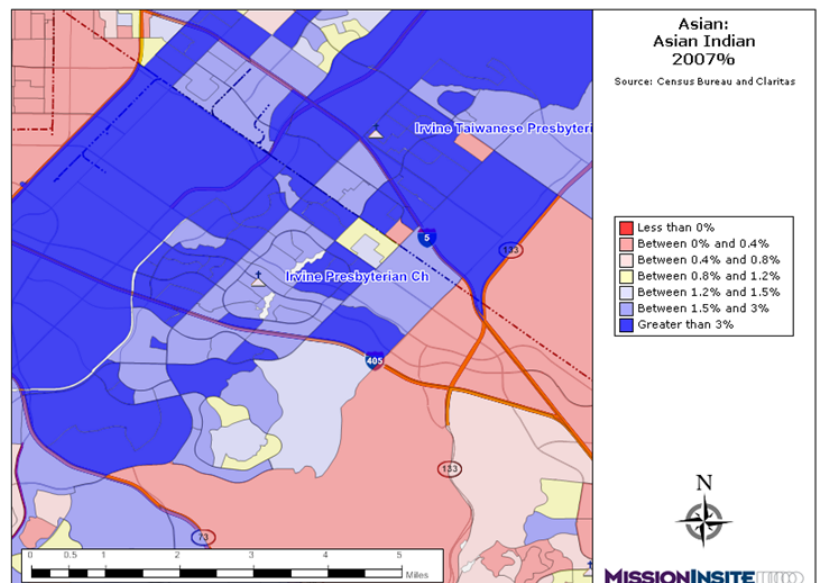 Asian:
Asian Indian
2007%
Source: Census Bureau and Claritas
Irvine Taiwanese Presbyteri
5
133
Irvine Presbyterian Ch
405
133
73
Less than 0%
Between 0% and 0.4%
Between 0.4% and 0.8%
Between 0.8% and 1.2%
Between 1.2% and 1.5%
Between 1.5% and 3%
Greater than 3%
N
0 0.5 1 2 3 4 5
Miles
MISSIONINSITE